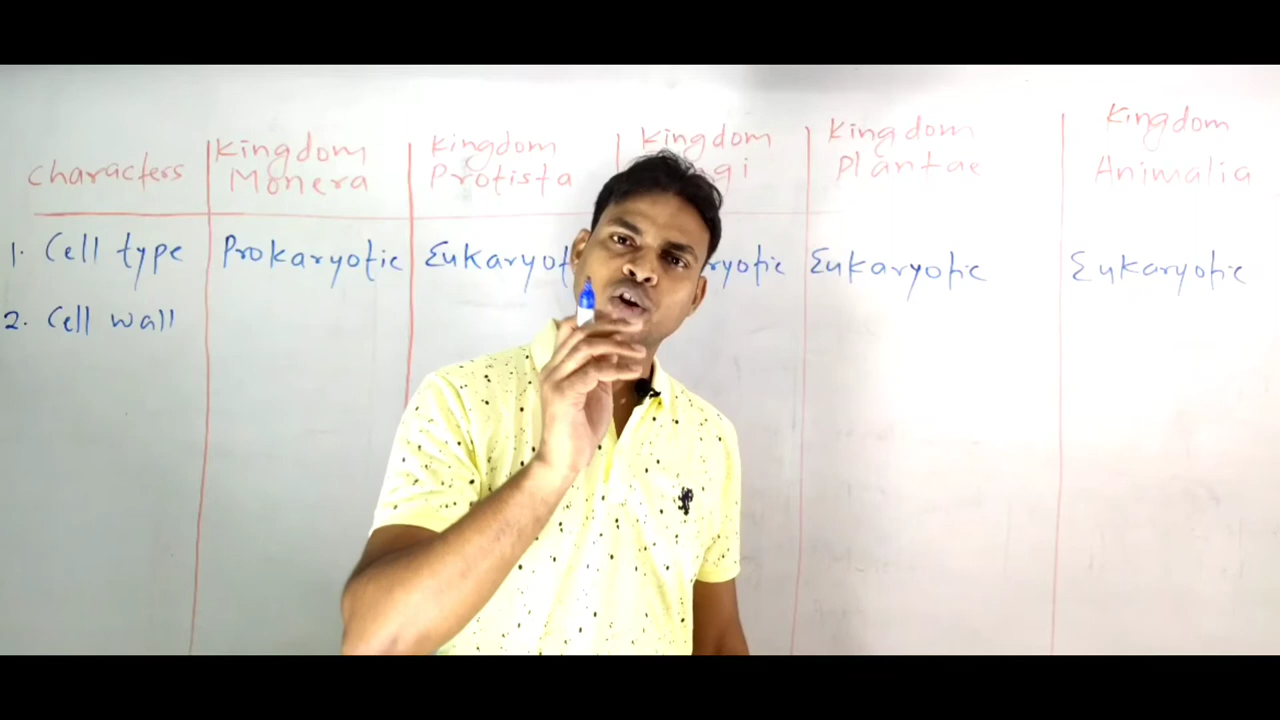 Characters
Kingdom
Monera
Kingdom
Protista
Kingdom
Kingdom
Plantae
Kingdom
Animalia
1. Cell type
Prokaryotic
Eukaryotic
Eukaryotic
2. Cell wall